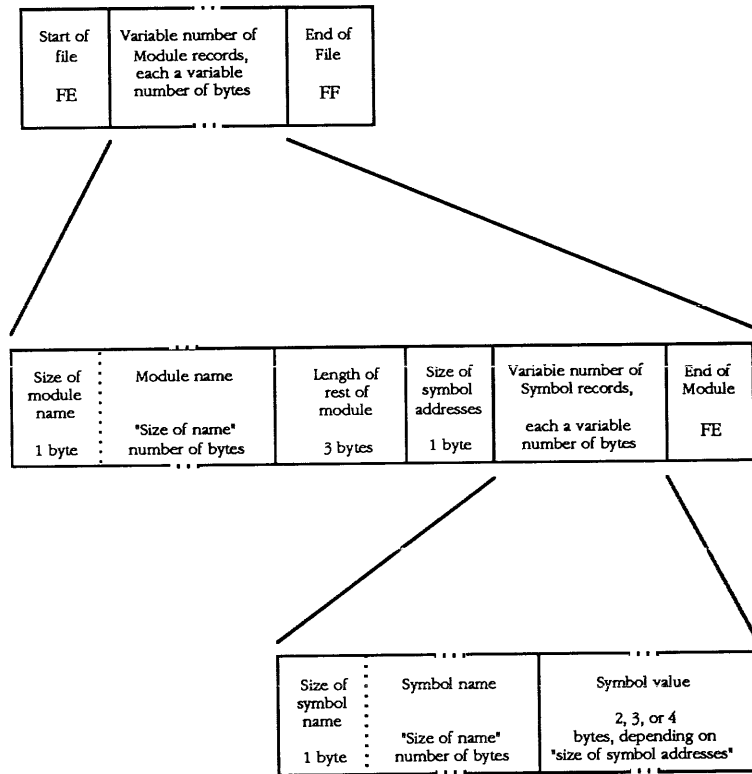 Start of
file
FE
Variable number of
Module records,
each a variable
number of bytes
End of
File
FF
Size of
module
name
1 byte
Module name
"Size of name"
number of bytes
Length of
rest of
module
3 bytes
Size of
symbol
addresses
1 byte
Variable number of
Symbol records,
each a variable
number of bytes
End of
Module
FE
Size of
symbol
name
1 byte
Symbol name
"Size of name"
number of bytes
Symbol value
2, 3, or 4
bytes, depending on
"size of symbol addresses"